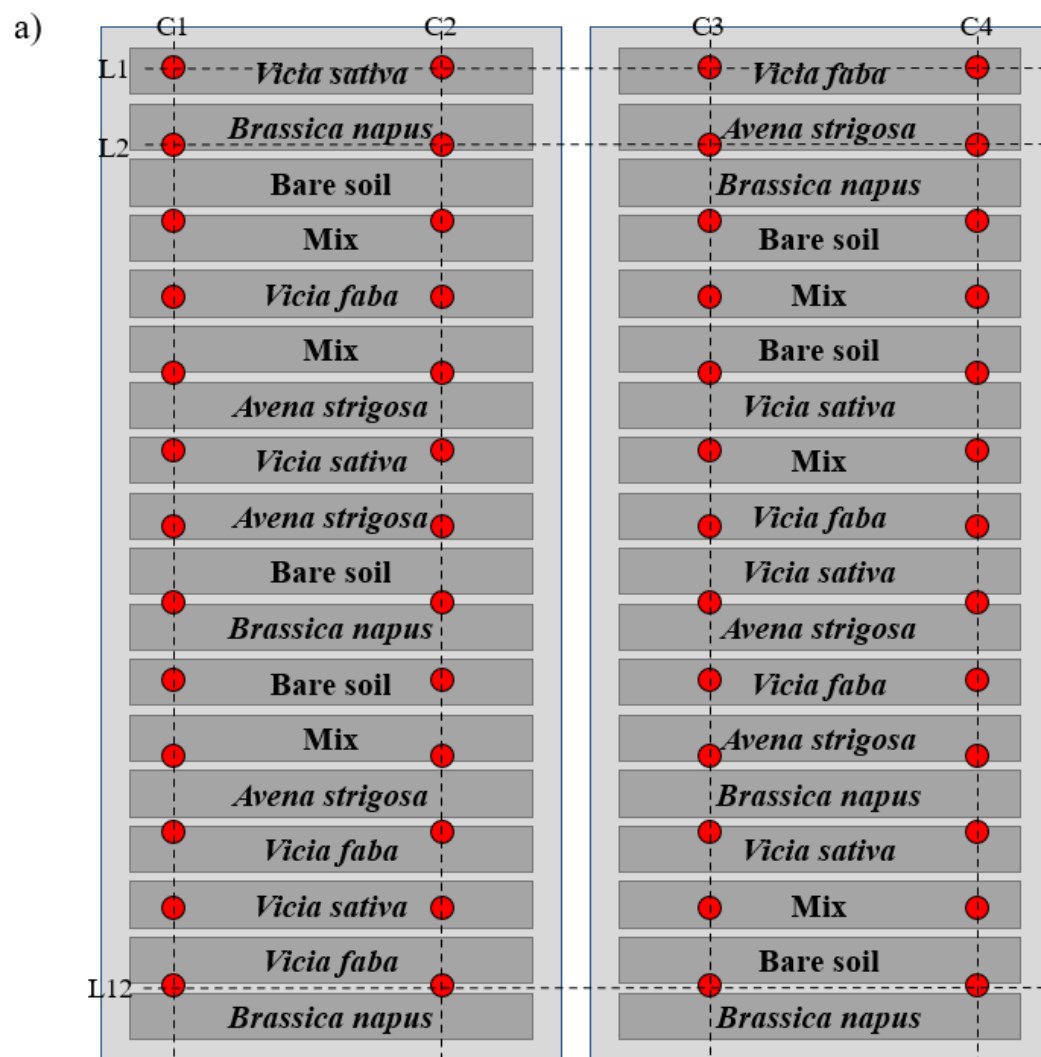 a)
C1 C2 C3 C4
L1 Vicia sativa Vicia faba
Brassica napus Avena strigosa
L2
Bare soil Brassica napus
Mix Bare soil
Vicia faba Mix
Mix Bare soil
Avena strigosa Vicia sativa
Vicia sativa Mix
Avena strigosa Vicia faba
Bare soil Vicia sativa
Brassica napus Avena strigosa
Bare soil Vicia faba
Mix Avena strigosa
Avena strigosa Brassica napus
Vicia faba Vicia sativa
Vicia sativa Mix
Vicia faba Bare soil
L12
Brassica napus Brassica napus